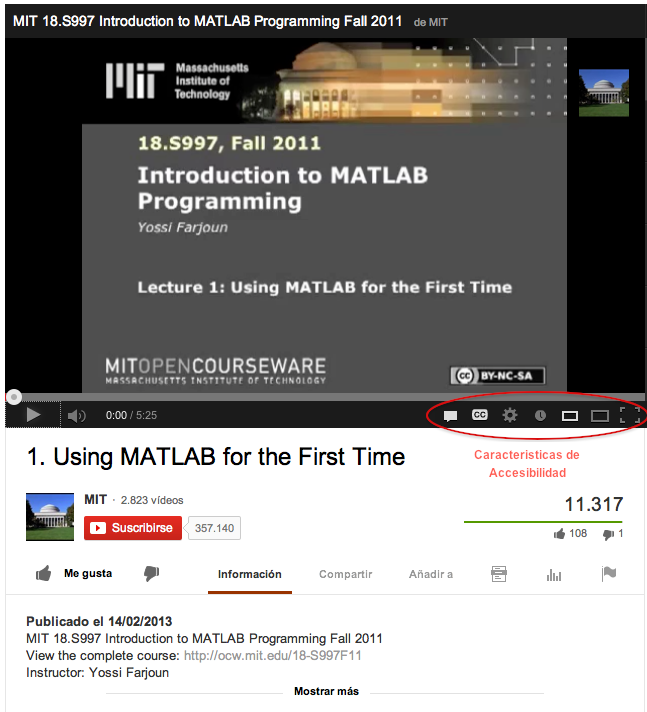 MIT 18.S997 Introduction to MATLAB Programming Fall 2011 de MIT
Massachusetts
Institute of
Technology
18.S997, Fall 2011
Introduction to MATLAB
Programming
Yossi Farjoun
Lecture 1: Using MATLAB for the First Time
MITOPENCOURSEWARE
MASSACHUSETTS INSTITUTE OF TECHNOLOGY
cc BY-NC-SA
0:00 / 5:25
CC
1. Using MATLAB for the First Time
Caracteristicas de
Accesibilidad
MIT · 2.823 vídeos
Suscribirse 357.140
11.317
108 1
Me gusta
Información Compartir Añadir a
Publicado el 14/02/2013
MIT 18.S997 Introduction to MATLAB Programming Fall 2011
View the complete course: http://ocw.mit.edu/18-S997F11
Instructor: Yossi Farjoun
Mostrar más